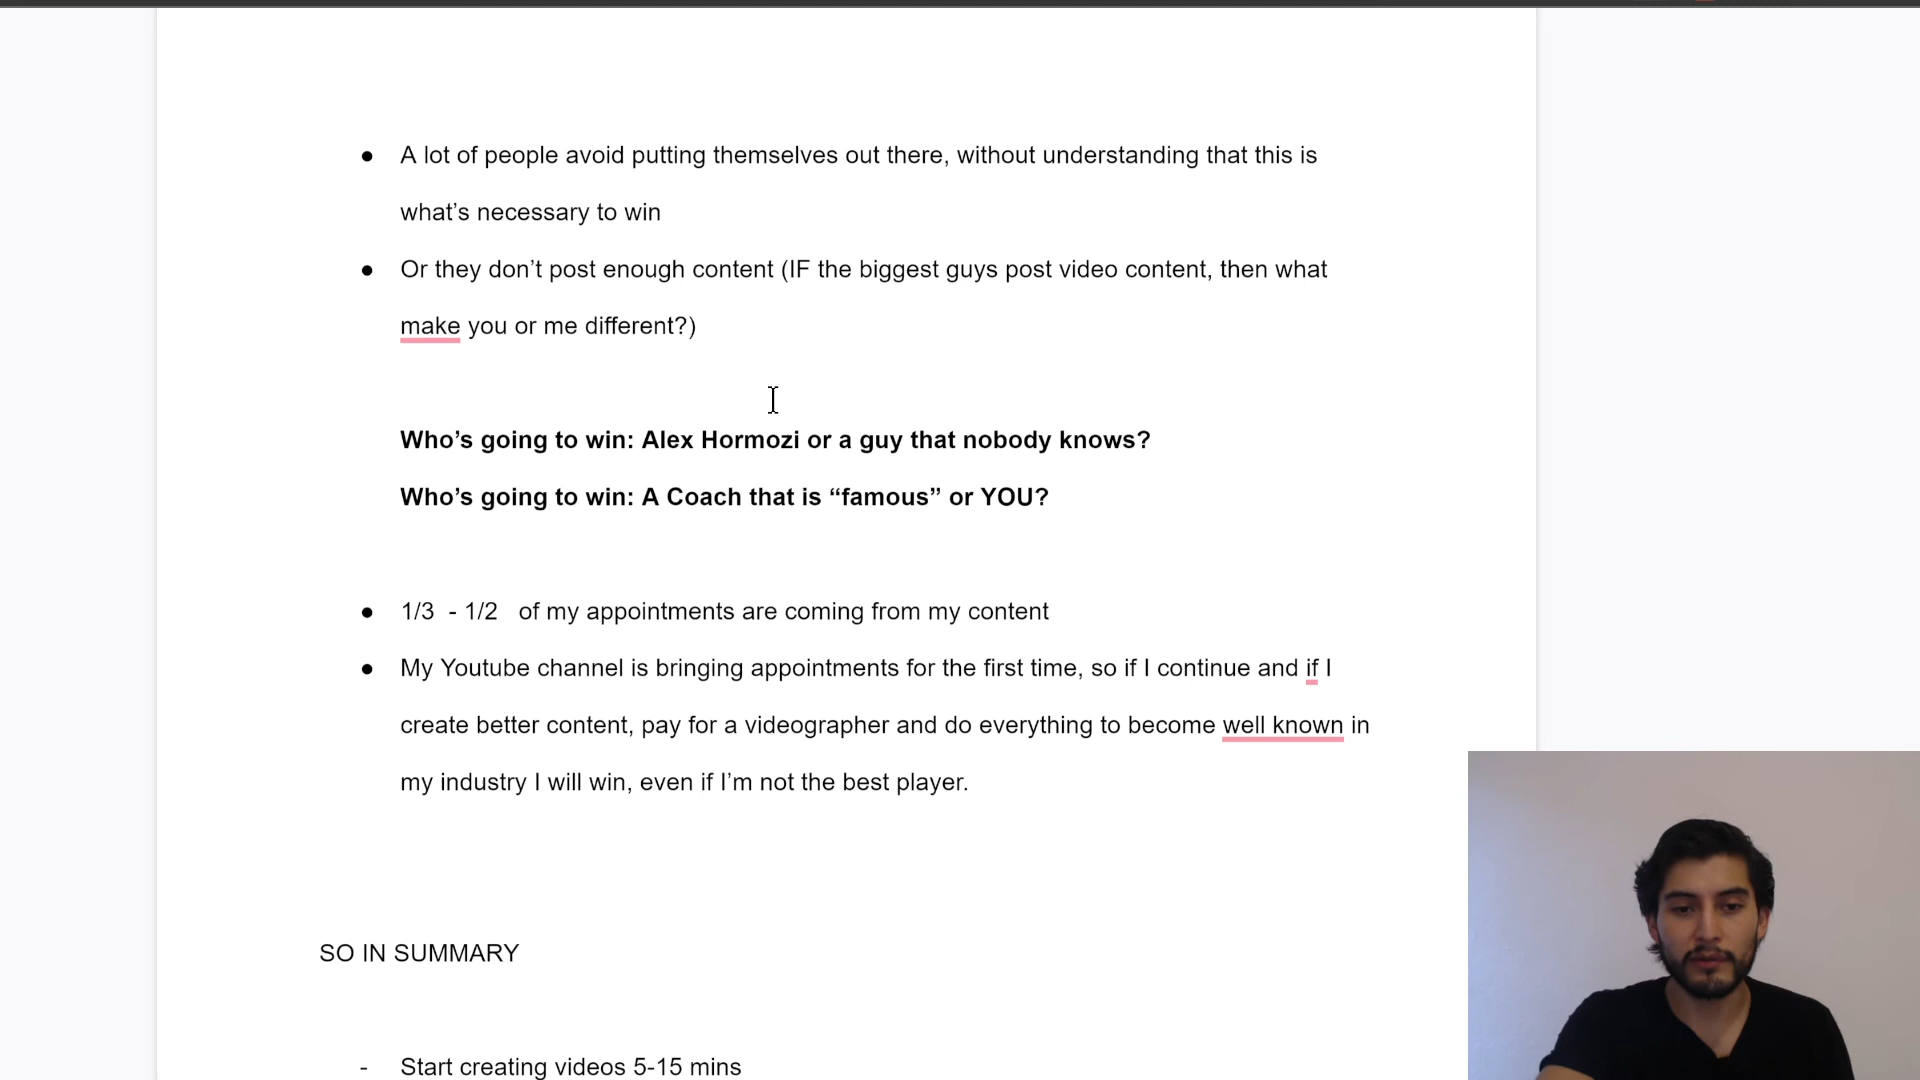 ● A lot of people avoid putting themselves out there, without understanding that this is
what’s necessary to win
● Or they don’t post enough content (IF the biggest guys post video content, then what
make you or me different?)
Who’s going to win: Alex Hormozi or a guy that nobody knows?
Who’s going to win: A Coach that is “famous” or YOU?
● 1/3 - 1/2 of my appointments are coming from my content
● My Youtube channel is bringing appointments for the first time, so if I continue and if I
create better content, pay for a videographer and do everything to become well known in
my industry I will win, even if I’m not the best player.
SO IN SUMMARY
- Start creating videos 5-15 mins